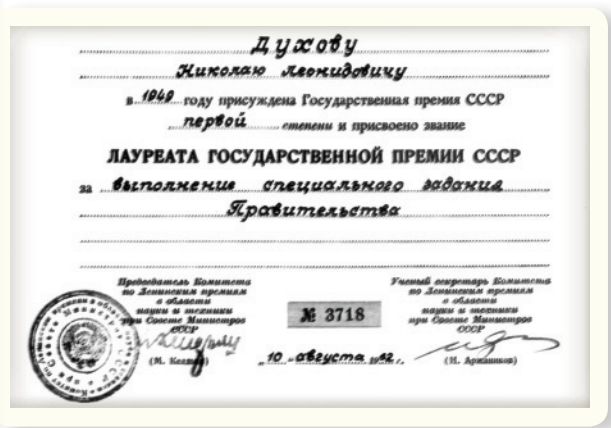 Духову
Николаю Леонидовичу
в 1949 году присуждена Государственная премия СССР
первой степени и присвоено звание
ЛАУРЕАТА ГОСУДАРСТВЕННОЙ ПРЕМИИ СССР
за выполнение специального задания
Правительства
Председатель Комитета
по Ленинским премиям
в области
науки и техники
при Совете Министров
СССР
(М. Келдыш)
№ 3718
10 августа 1962 г.
Ученый секретарь Комитета
по Ленинским премиям
в области
науки и техники
при Совете Министров
СССР
(И. Аржаников)